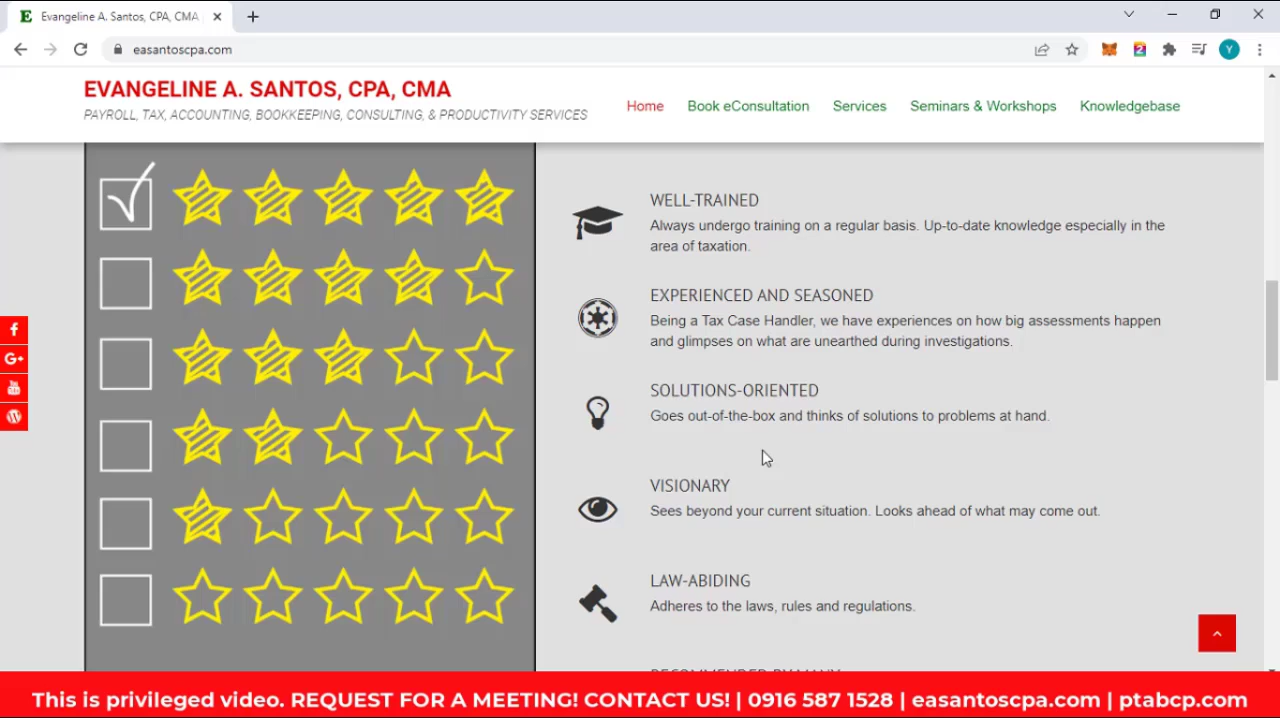 Evangeline A. Santos, CPA, CMA
easantoscpa.com
Y
EVANGELINE A. SANTOS, CPA, CMA
PAYROLL, TAX, ACCOUNTING, BOOKKEEPING, CONSULTING, & PRODUCTIVITY SERVICES
Home Book eConsultation Services Seminars & Workshops Knowledgebase
WELL-TRAINED
Always undergo training on a regular basis. Up-to-date knowledge especially in the
area of taxation.
EXPERIENCED AND SEASONED
Being a Tax Case Handler, we have experiences on how big assessments happen
and glimpses on what are unearthed during investigations.
SOLUTIONS-ORIENTED
Goes out-of-the-box and thinks of solutions to problems at hand.
VISIONARY
Sees beyond your current situation. Looks ahead of what may come out.
LAW-ABIDING
Adheres to the laws, rules and regulations.
This is privileged video. REQUEST FOR A MEETING! CONTACT US! | 0916 587 1528 | easantoscpa.com | ptabcp.com